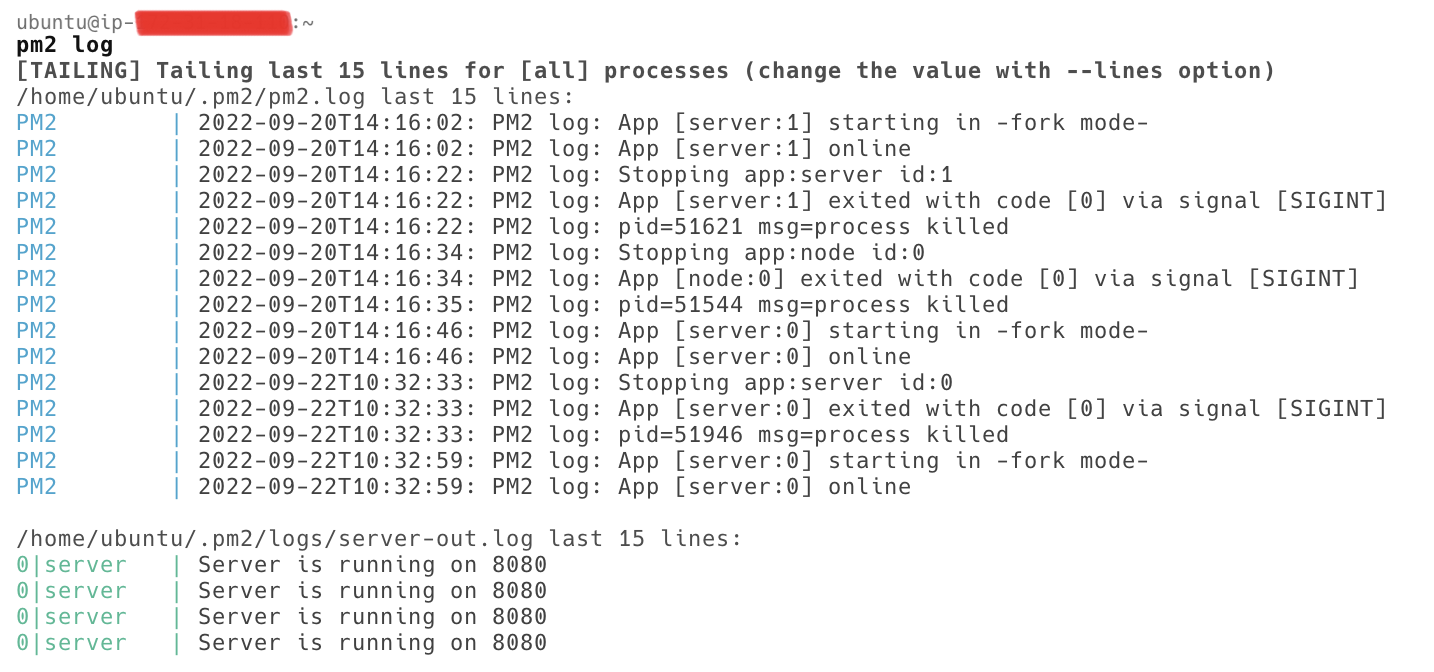 ubuntu@ip- :~
pm2 log
[TAILING] Tailing last 15 lines for [all] processes (change the value with --lines option)
/home/ubuntu/.pm2/pm2.log last 15 lines:
PM2        | 2022-09-20T14:16:02: PM2 log: App [server:1] starting in -fork mode-
PM2        | 2022-09-20T14:16:02: PM2 log: App [server:1] online
PM2        | 2022-09-20T14:16:22: PM2 log: Stopping app:server id:1
PM2        | 2022-09-20T14:16:22: PM2 log: App [server:1] exited with code [0] via signal [SIGINT]
PM2        | 2022-09-20T14:16:22: PM2 log: pid=51621 msg=process killed
PM2        | 2022-09-20T14:16:34: PM2 log: Stopping app:node id:0
PM2        | 2022-09-20T14:16:34: PM2 log: App [node:0] exited with code [0] via signal [SIGINT]
PM2        | 2022-09-20T14:16:35: PM2 log: pid=51544 msg=process killed
PM2        | 2022-09-20T14:16:46: PM2 log: App [server:0] starting in -fork mode-
PM2        | 2022-09-20T14:16:46: PM2 log: App [server:0] online
PM2        | 2022-09-22T10:32:33: PM2 log: Stopping app:server id:0
PM2        | 2022-09-22T10:32:33: PM2 log: App [server:0] exited with code [0] via signal [SIGINT]
PM2        | 2022-09-22T10:32:33: PM2 log: pid=51946 msg=process killed
PM2        | 2022-09-22T10:32:59: PM2 log: App [server:0] starting in -fork mode-
PM2        | 2022-09-22T10:32:59: PM2 log: App [server:0] online

/home/ubuntu/.pm2/logs/server-out.log last 15 lines:
0|server   | Server is running on 8080
0|server   | Server is running on 8080
0|server   | Server is running on 8080
0|server   | Server is running on 8080